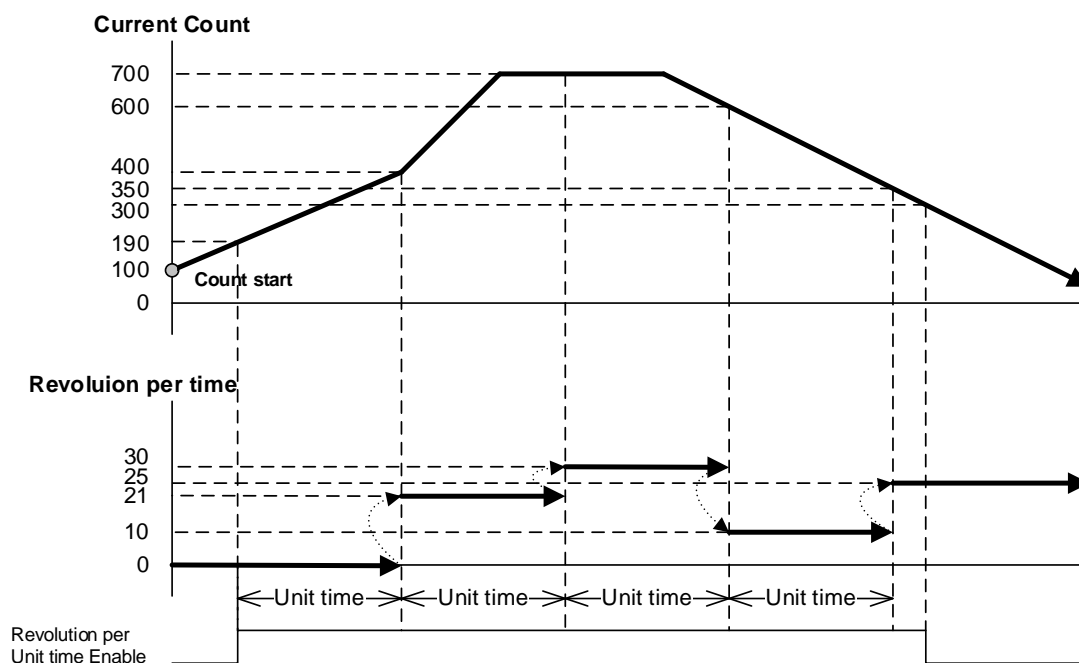 Current Count
700
600
400
350
300
190
100
Count start
0
Revoluion per time
30
25
21
10
0
Unit time Unit time Unit time Unit time
Revolution per
Unit time Enable